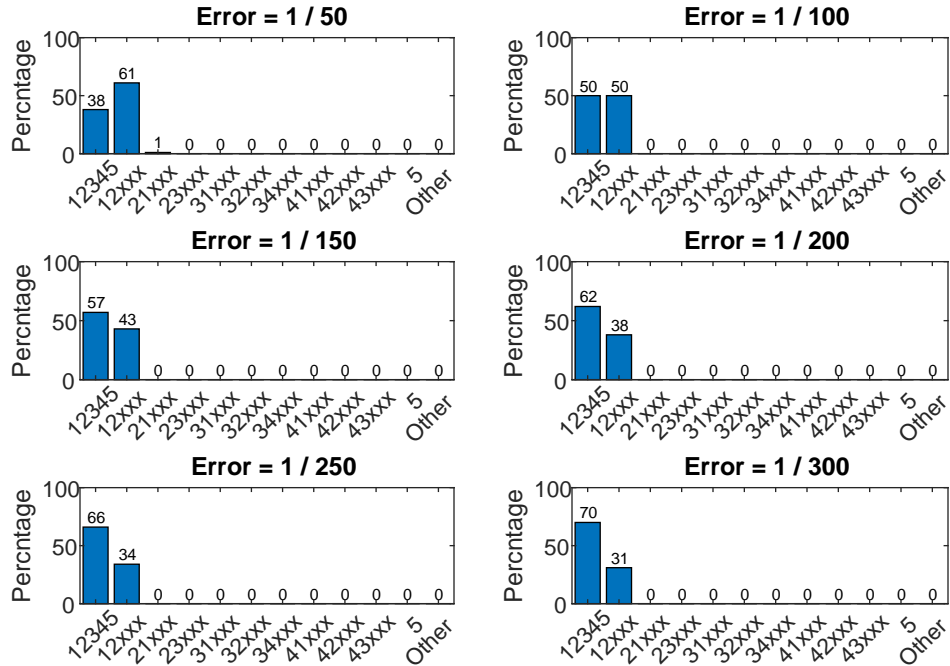 Error = 1 / 50
100
50
0
Percntage
38
61
1
0
0
0
0
0
0
0
0
0
12345
12xxx
21xxx
23xxx
31xxx
32xxx
34xxx
41xxx
42xxx
43xxx
5
Other
Error = 1 / 100
100
50
0
Percntage
50
50
0
0
0
0
0
0
0
0
0
0
12345
12xxx
21xxx
23xxx
31xxx
32xxx
34xxx
41xxx
42xxx
43xxx
5
Other
Error = 1 / 150
100
50
0
Percntage
57
43
0
0
0
0
0
0
0
0
0
0
12345
12xxx
21xxx
23xxx
31xxx
32xxx
34xxx
41xxx
42xxx
43xxx
5
Other
Error = 1 / 200
100
50
0
Percntage
62
38
0
0
0
0
0
0
0
0
0
0
12345
12xxx
21xxx
23xxx
31xxx
32xxx
34xxx
41xxx
42xxx
43xxx
5
Other
Error = 1 / 250
100
50
0
Percntage
66
34
0
0
0
0
0
0
0
0
0
0
12345
12xxx
21xxx
23xxx
31xxx
32xxx
34xxx
41xxx
42xxx
43xxx
5
Other
Error = 1 / 300
100
50
0
Percntage
70
31
0
0
0
0
0
0
0
0
0
0
12345
12xxx
21xxx
23xxx
31xxx
32xxx
34xxx
41xxx
42xxx
43xxx
5
Other